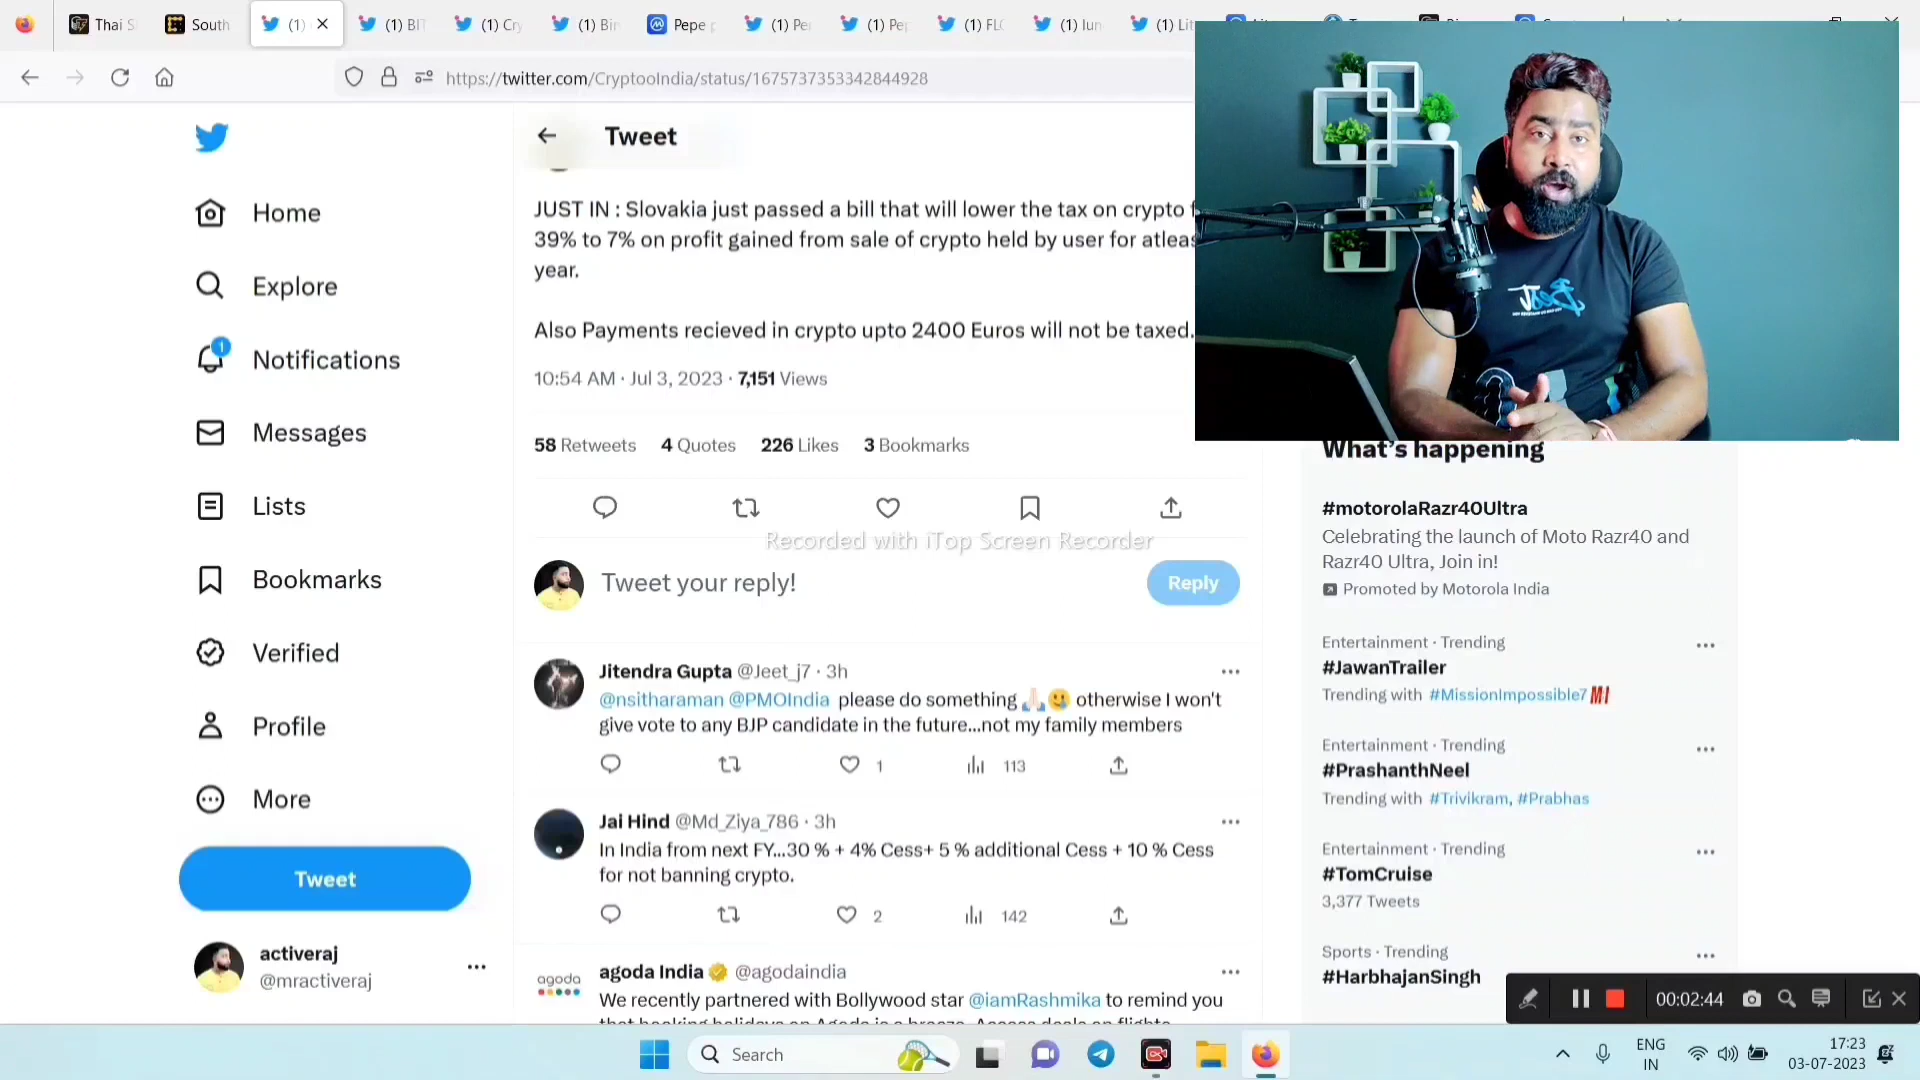 Thai S
South
(1)
(1) BI
(1) Cry
(1) Bi
Pepe p
(1) Pe
(1) Pe
(1) FL
(1) lun
(1) Li
https://twitter.com/CryptooIndia/status/1675737353342844928
Tweet
Home
Explore
1
Notifications
Messages
Lists
Bookmarks
Verified
Profile
More
Tweet
activeraj
@mractiveraj
JUST IN : Slovakia just passed a bill that will lower the tax on crypto
39% to 7% on profit gained from sale of crypto held by user for atleas
year.
Also Payments recieved in crypto upto 2400 Euros will not be taxed.
10:54 AM · Jul 3, 2023 · 7,151 Views
58 Retweets 4 Quotes 226 Likes 3 Bookmarks
Recorded with iTop Screen Recorder
Tweet your reply!
Reply
Jitendra Gupta @Jeet_j7 · 3h
@nsitharaman @PMOIndia please do something 🙏🏻🥲 otherwise I won't
give vote to any BJP candidate in the future...not my family members
1
113
Jai Hind @Md_Ziya_786 · 3h
In India from next FY...30 % + 4% Cess+ 5 % additional Cess + 10 % Cess
for not banning crypto.
2
142
agoda
agoda India @agodaindia
We recently partnered with Bollywood star @iamRashmika to remind you
What's happening
#motorolaRazr40Ultra
Celebrating the launch of Moto Razr40 and
Razr40 Ultra, Join in!
Promoted by Motorola India
Entertainment · Trending
#JawanTrailer
Trending with #MissionImpossible7
Entertainment · Trending
#PrashanthNeel
Trending with #Trivikram, #Prabhas
Entertainment · Trending
#TomCruise
3,377 Tweets
Sports · Trending
#HarbhajanSingh
00:02:44
Search
ENG
IN
17:23
03-07-2023